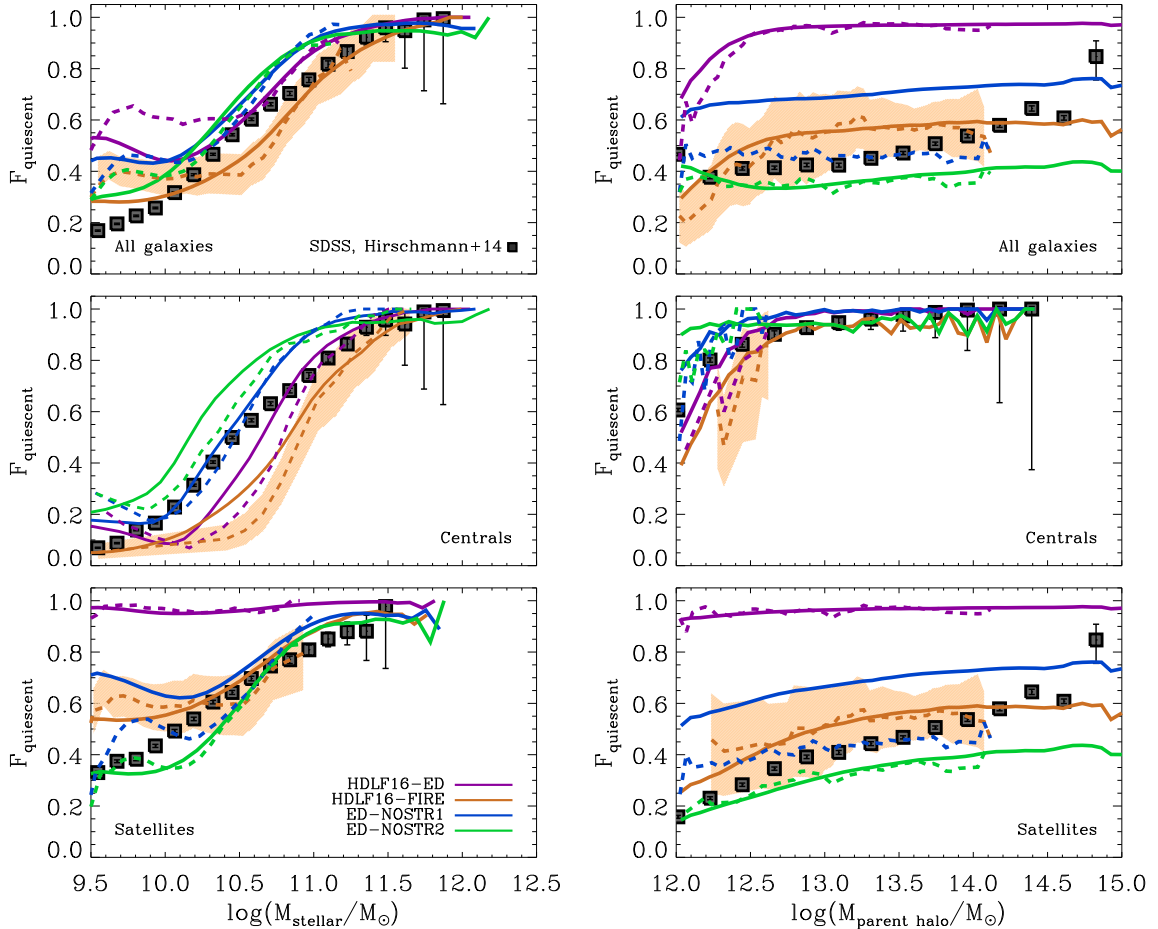 1.0
0.8
0.6
0.4
0.2
0.0
F_quiescent
All galaxies
SDSS, Hirschmann+14
1.0
0.8
0.6
0.4
0.2
0.0
F_quiescent
All galaxies
1.0
0.8
0.6
0.4
0.2
0.0
F_quiescent
Centrals
1.0
0.8
0.6
0.4
0.2
0.0
F_quiescent
Centrals
1.0
0.8
0.6
0.4
0.2
0.0
F_quiescent
HDLF16-ED
HDLF16-FIRE
ED-NOSTR1
ED-NOSTR2
Satellites
9.5 10.0 10.5 11.0 11.5 12.0 12.5
log(M_stellar/M_⊙)
1.0
0.8
0.6
0.4
0.2
0.0
F_quiescent
Satellites
12.0 12.5 13.0 13.5 14.0 14.5 15.0
log(M_parent halo/M_⊙)